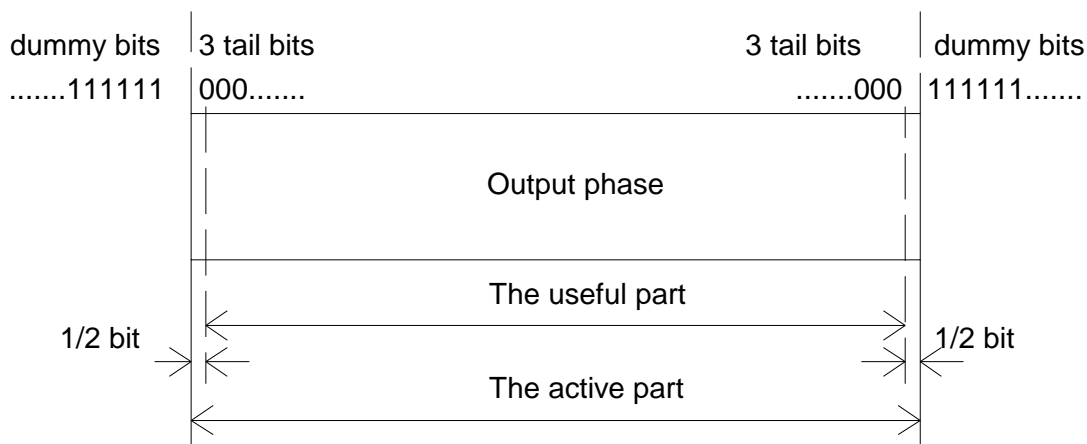 dummy bits 3 tail bits 3 tail bits dummy bits
.......111111 000....... .......000 111111.......
Output phase
The useful part
1/2 bit 1/2 bit
The active part